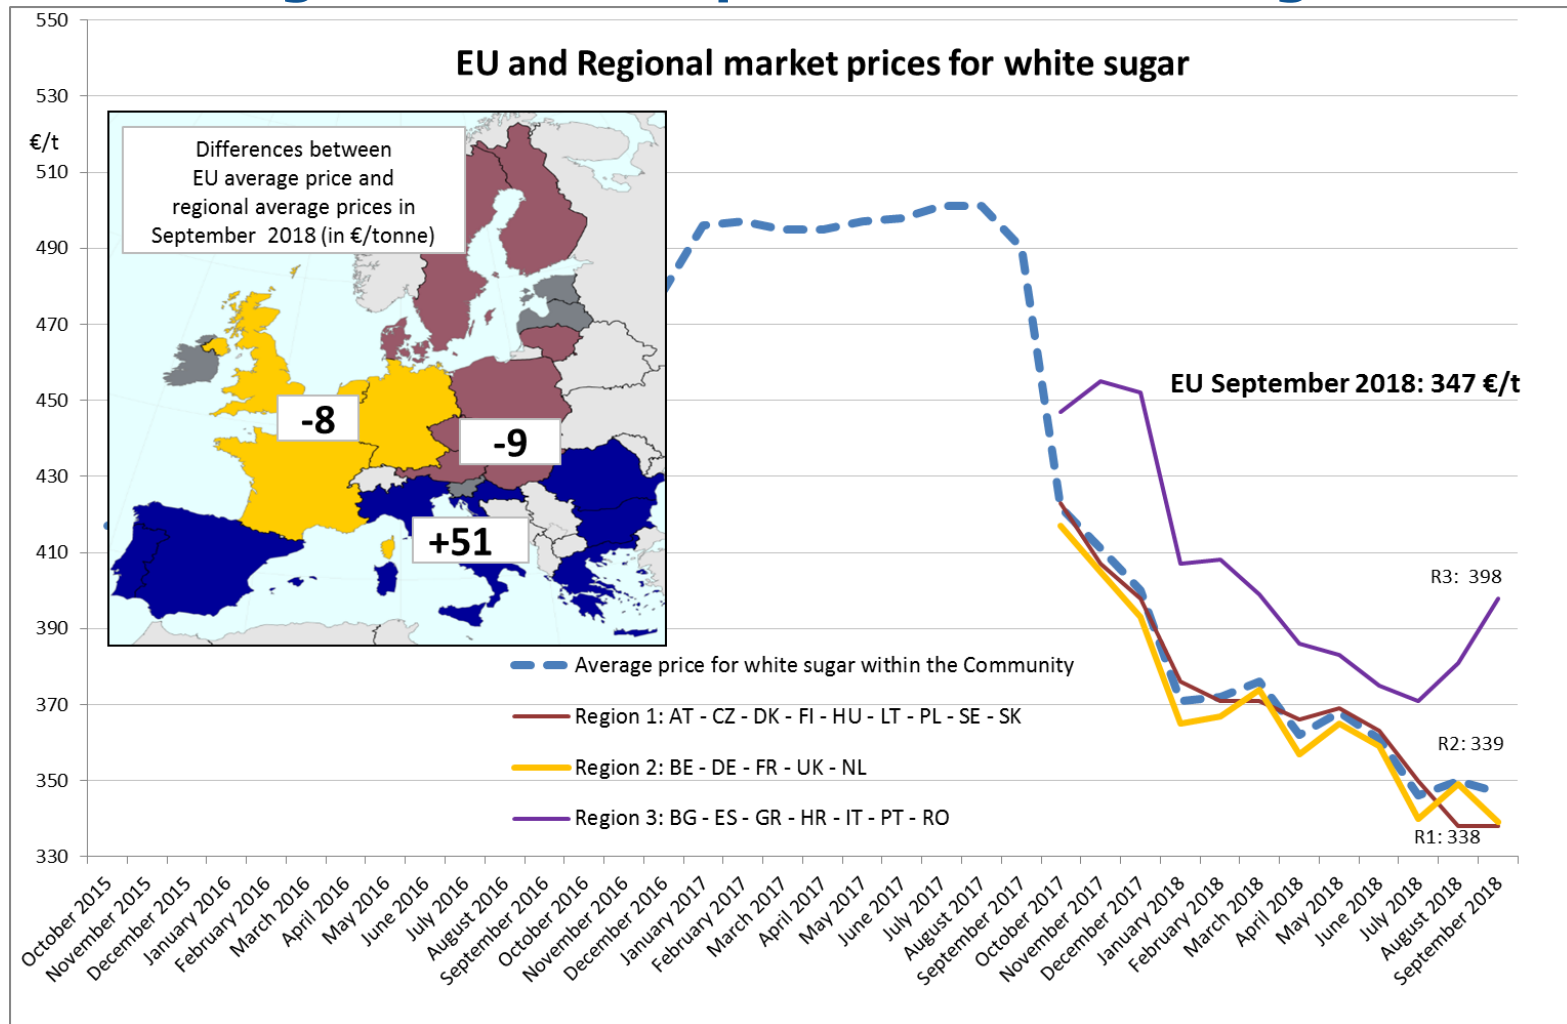 EU and Regional market prices for white sugar
€/t
550
530
510
490
470
450
430
410
390
370
350
330
Differences between
EU average price and
regional average prices in
September 2018 (in €/tonne)
-8
-9
+51
EU September 2018: 347 €/t
R3: 398
R2: 339
R1: 338
Average price for white sugar within the Community
Region 1: AT - CZ - DK - FI - HU - LT - PL - SE - SK
Region 2: BE - DE - FR - UK - NL
Region 3: BG - ES - GR - HR - IT - PT - RO
October 2015
November 2015
December 2015
January 2016
February 2016
March 2016
April 2016
May 2016
June 2016
July 2016
August 2016
September 2016
October 2016
November 2016
December 2016
January 2017
February 2017
March 2017
April 2017
May 2017
June 2017
July 2017
August 2017
September 2017
October 2017
November 2017
December 2017
January 2018
February 2018
March 2018
April 2018
May 2018
June 2018
July 2018
August 2018
September 2018